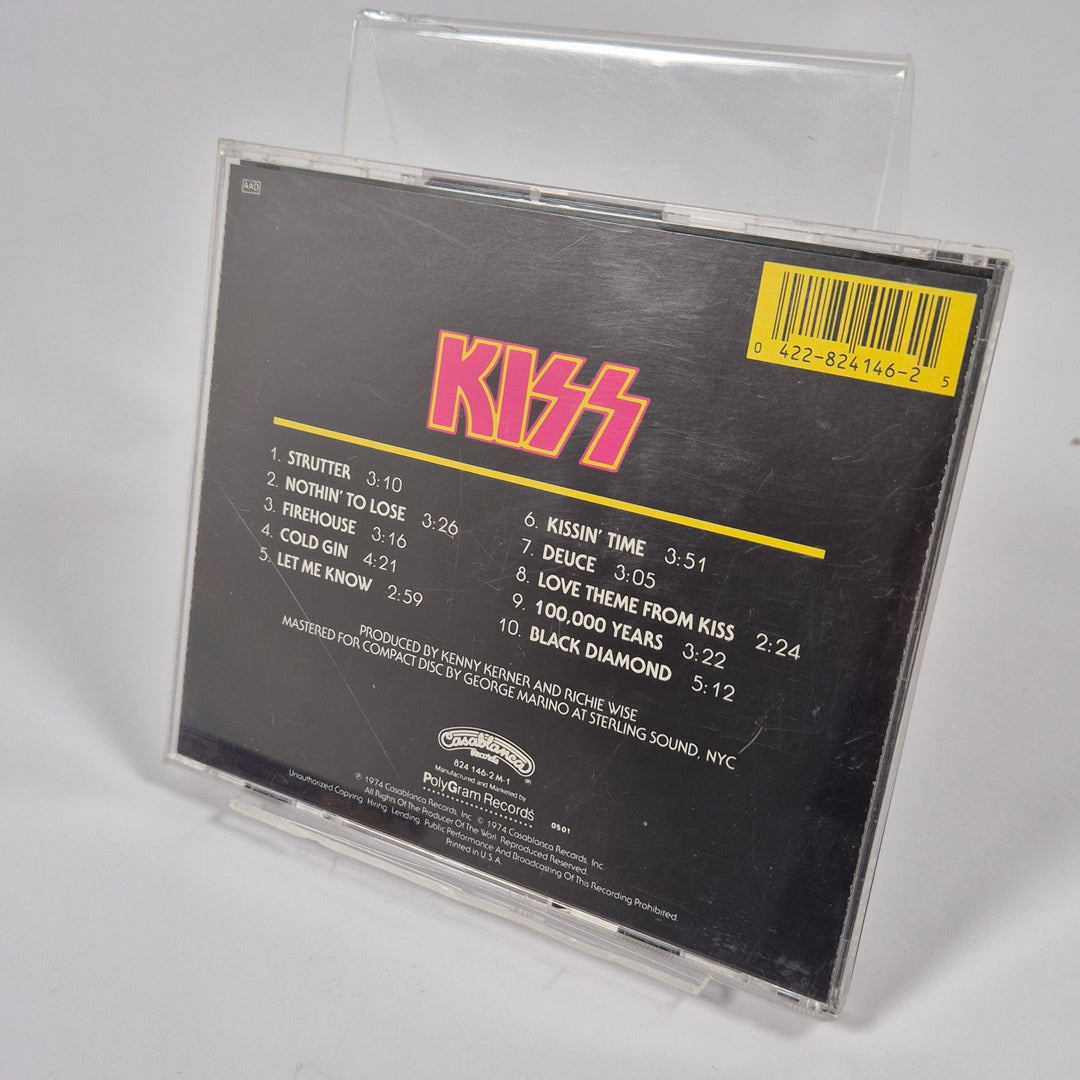 AAD
0 422-824146-2 5
KISS
1. STRUTTER 3:10
2. NOTHIN' TO LOSE 3:26
3. FIREHOUSE 3:16
4. COLD GIN 4:21
5. LET ME KNOW 2:59
6. KISSIN' TIME 3:51
7. DEUCE 3:05
8. LOVE THEME FROM KISS 2:24
9. 100,000 YEARS 3:22
10. BLACK DIAMOND 5:12
PRODUCED BY KENNY KERNER AND RICHIE WISE
MASTERED FOR COMPACT DISC BY GEORGE MARINO AT STERLING SOUND, NYC
Casablanca
Records ®
824 146-2 M-1
Manufactured and Marketed by
PolyGram Records
0501
℗ 1974 Casablanca Records, Inc. © 1974 Casablanca Records, Inc.
All Rights Of The Producer Of The Work Reproduced Reserved.
Unauthorized Copying, Hiring, Lending, Public Performance And Broadcasting Of This Recording Prohibited.
Printed in U.S.A.